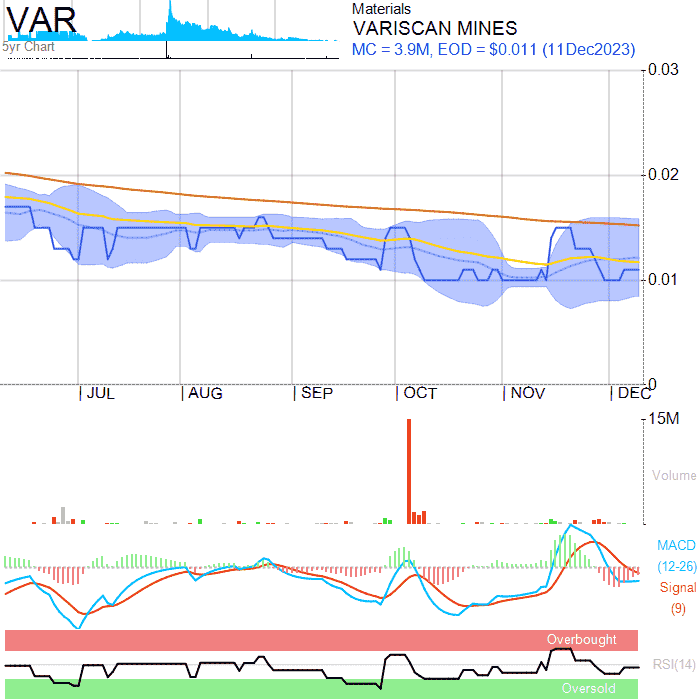 VAR
5yr Chart
Materials
VARISCAN MINES
MC = 3.9M, EOD = $0.011 (11Dec2023)
0.03
0.02
0.01
0
| JUL | AUG | SEP | OCT | NOV | DEC
15M
Volume
MACD
(12-26)
Signal
(9)
Overbought
RSI(14)
Oversold